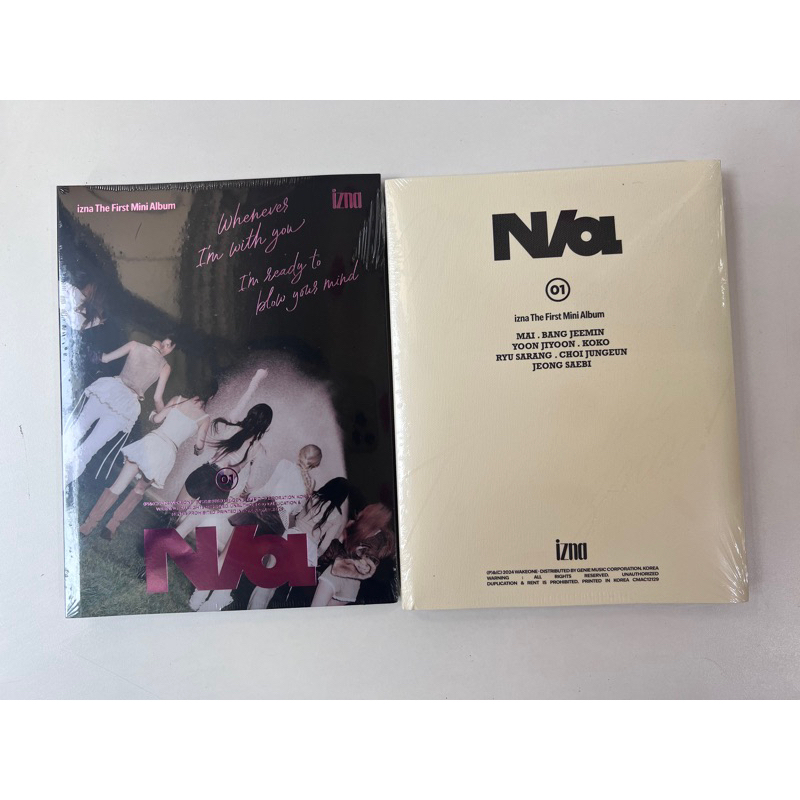 izna The First Mini Album
izna
Whenever
I'm with you
I'm ready to
blow your mind
01
N/a
N/a
01
izna The First Mini Album
MAI . BANG JEEMIN
YOON JIYOON . KOKO
RYU SARANG . CHOI JUNGEUN
JEONG SAEBI
izna
(P)&(C) 2024 WAKEONE · DISTRIBUTED BY GENIE MUSIC CORPORATION, KOREA
WARNING : ALL RIGHTS RESERVED. UNAUTHORIZED
DUPLICATION & RENT IS PROHIBITED. PRINTED IN KOREA CMAC12129